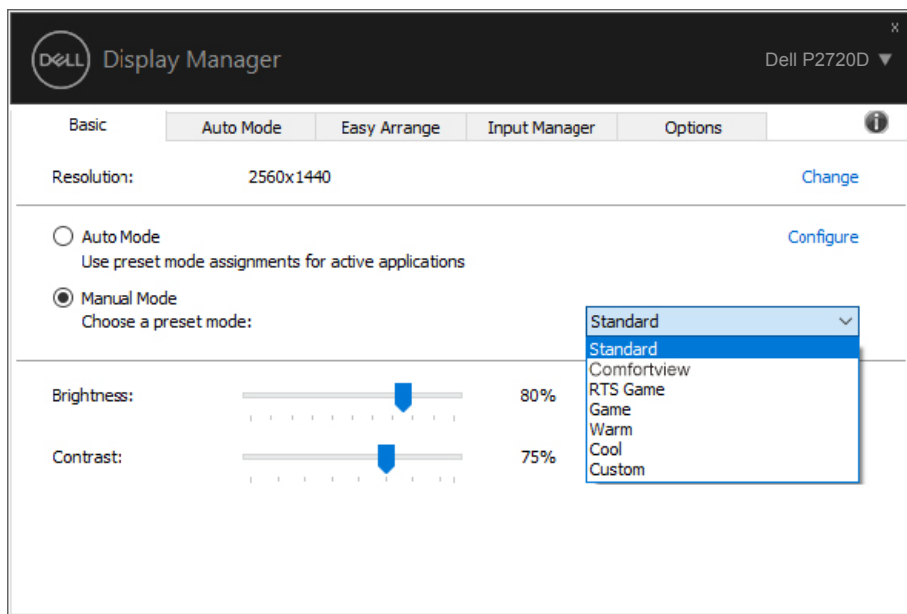 x
DELL Display Manager
Dell P2720D ▼
Basic Auto Mode Easy Arrange Input Manager Options
Resolution: 2560x1440 Change
Auto Mode Configure
Use preset mode assignments for active applications
Manual Mode
Choose a preset mode: Standard
Standard
Comfortview
RTS Game
Game
Warm
Cool
Custom
Brightness: 80%
Contrast: 75%